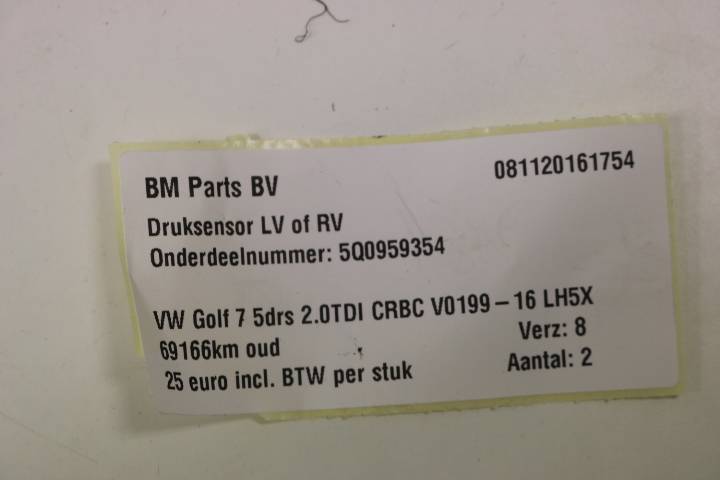 BM Parts BV 081120161754
Druksensor LV of RV
Onderdeelnummer: 5Q0959354
VW Golf 7 5drs 2.0TDI CRBC V0199-16 LH5X
69166km oud Verz: 8
25 euro incl. BTW per stuk Aantal: 2